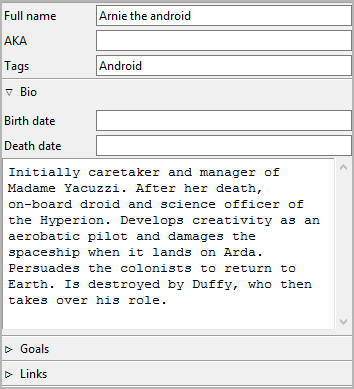 Full name Arnie the android
AKA
Tags Android
Bio
Birth date
Death date
Initially caretaker and manager of
Madame Yacuzzi. After her death,
on-board droid and science officer of
the Hyperion. Develops creativity as an
aerobatic pilot and damages the
spaceship when it lands on Arda.
Persuades the colonists to return to
Earth. Is destroyed by Duffy, who then
takes over his role.
Goals
Links